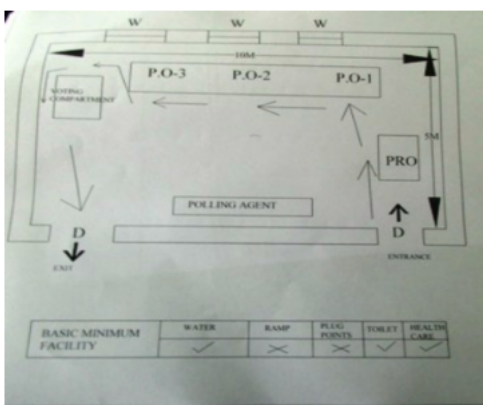 W W W
10M
P.O-3 P.O-2 P.O-1
VOTING
COMPARTMENT
5M
PRO
POLLING AGENT
D D
EXIT ENTRANCE
BASIC MINIMUM FACILITY WATER RAMP PLUG POINTS TOILET HEALTH CARE
✓ ✕ ✕ ✓ ✓